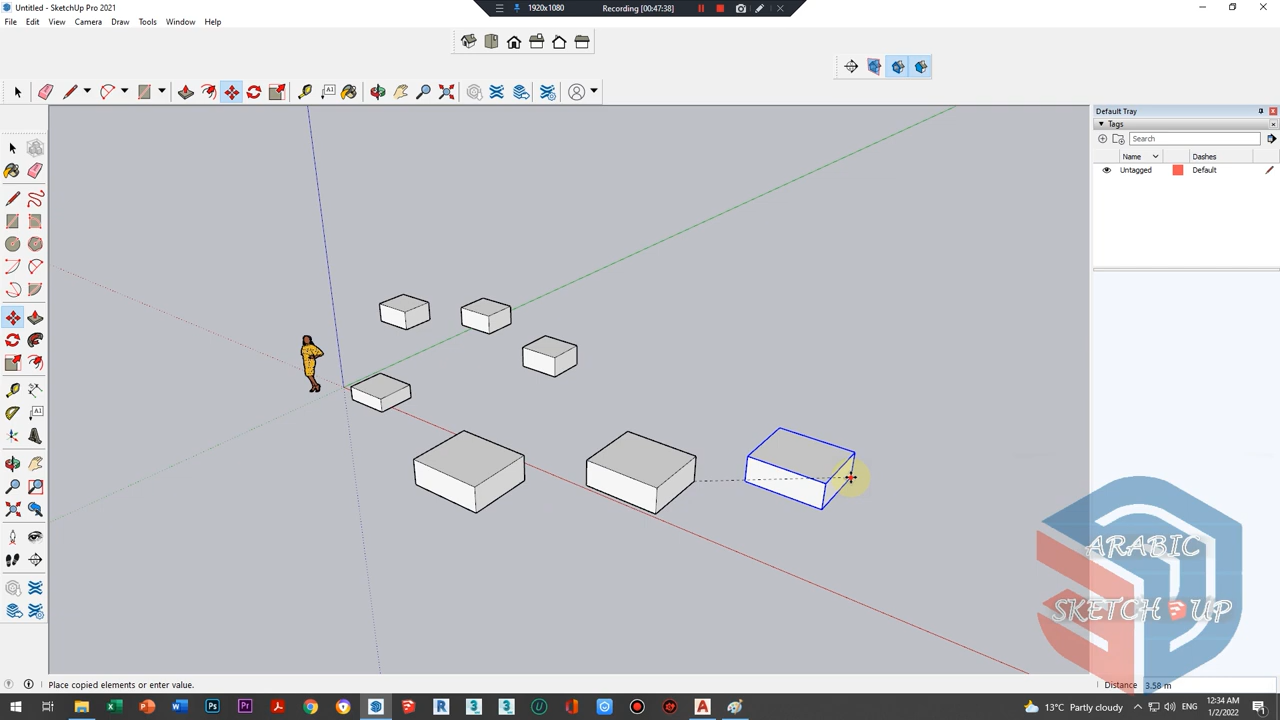 Untitled - SketchUp Pro 2021
1920x1080
Recording [00:47:38]
File Edit View Camera Draw Tools Window Help
Default Tray
Tags
Search
Name Dashes
Untagged Default
ARABIC
SKETCH UP
Place copied elements or enter value.
Distance 3.58 m
13°C Partly cloudy
12:34 AM
1/2/2022